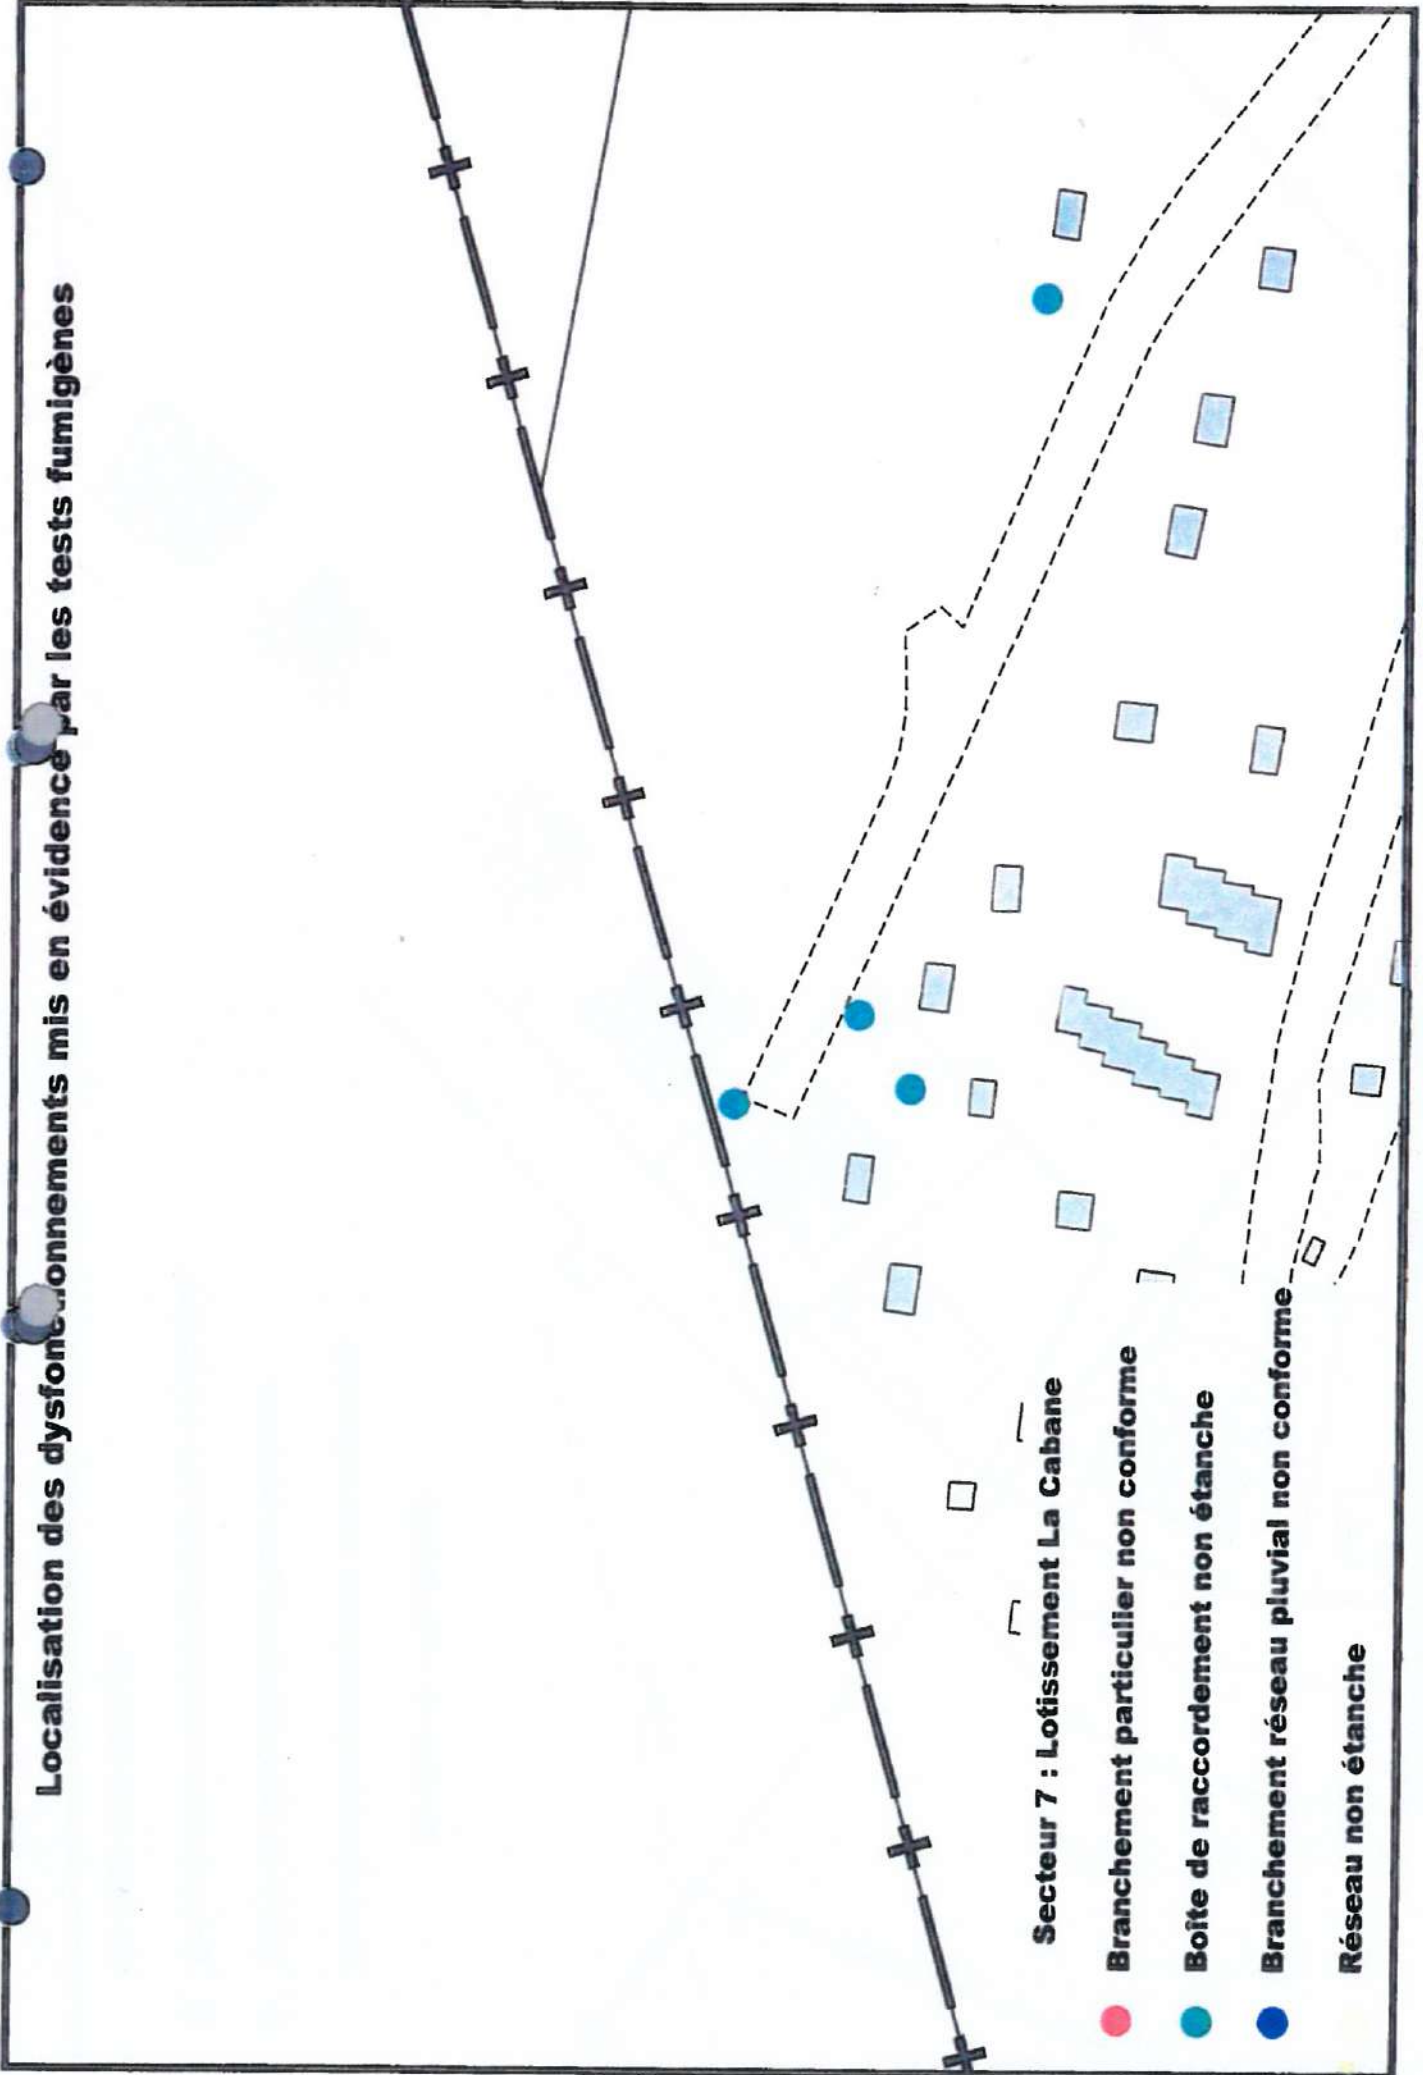 Localisation des dysfonctionnements mis en évidence par les tests fumigènes
Secteur 7 : Lotissement La Cabane
Branchement particulier non conforme
Boîte de raccordement non étanche
Branchement réseau pluvial non conforme
Réseau non étanche